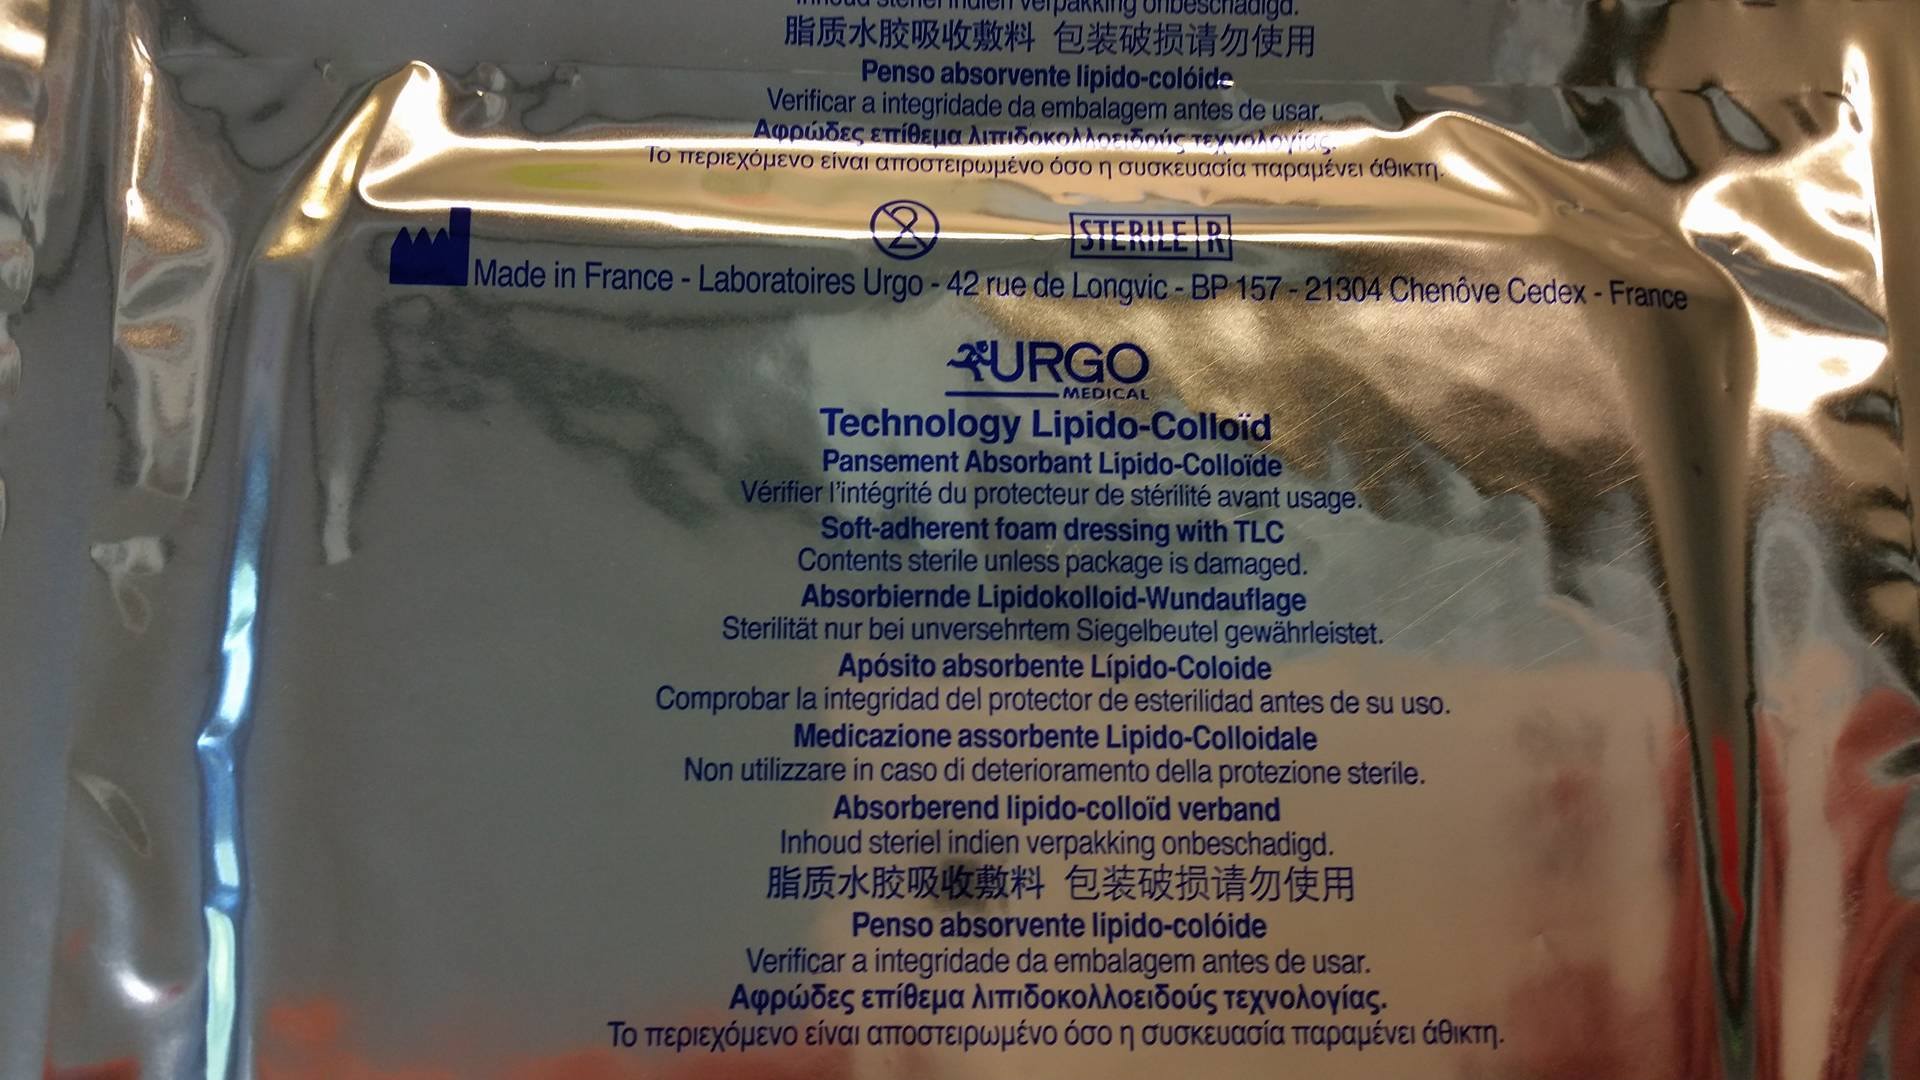 Inhoud steriel indien verpakking onbeschadigd.
脂质水胶吸收敷料 包装破损请勿使用
Penso absorvente lipido-colóide
Verificar a integridade da embalagem antes de usar.
Αφρώδες επίθεμα λιπιδοκολλοειδούς τεχνολογίας.
Το περιεχόμενο είναι αποστειρωμένο όσο η συσκευασία παραμένει άθικτη.
2 STERILE R
Made in France - Laboratoires Urgo - 42 rue de Longvic - BP 157 - 21304 Chenôve Cedex - France
URGO
MEDICAL
Technology Lipido-Colloïd
Pansement Absorbant Lipido-Colloïde
Vérifier l'intégrité du protecteur de stérilité avant usage.
Soft-adherent foam dressing with TLC
Contents sterile unless package is damaged.
Absorbiernde Lipidokolloid-Wundauflage
Sterilität nur bei unversehrtem Siegelbeutel gewährleistet.
Apósito absorbente Lípido-Coloide
Comprobar la integridad del protector de esterilidad antes de su uso.
Medicazione assorbente Lipido-Colloidale
Non utilizzare in caso di deterioramento della protezione sterile.
Absorberend lipido-colloïd verband
Inhoud steriel indien verpakking onbeschadigd.
脂质水胶吸收敷料 包装破损请勿使用
Penso absorvente lipido-colóide
Verificar a integridade da embalagem antes de usar.
Αφρώδες επίθεμα λιπιδοκολλοειδούς τεχνολογίας.
Το περιεχόμενο είναι αποστειρωμένο όσο η συσκευασία παραμένει άθικτη.